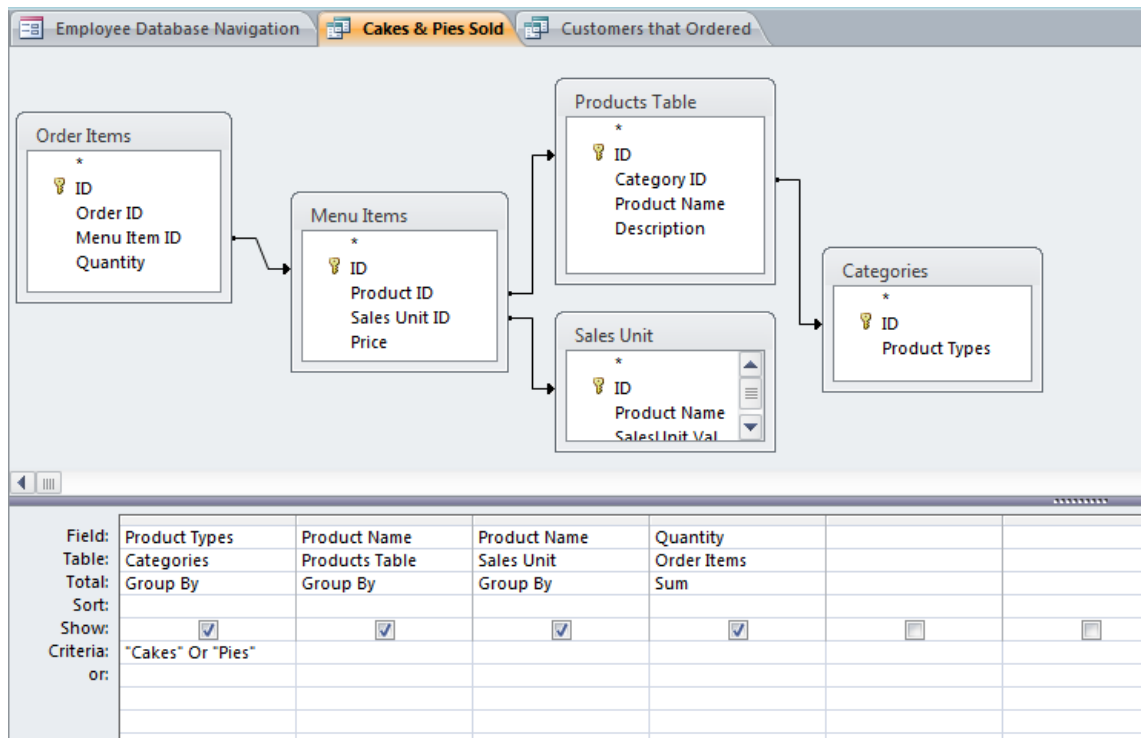 Employee Database Navigation
Cakes & Pies Sold
Customers that Ordered
Order Items
*
ID
Order ID
Menu Item ID
Quantity
Menu Items
*
ID
Product ID
Sales Unit ID
Price
Products Table
*
ID
Category ID
Product Name
Description
Sales Unit
*
ID
Product Name
SalesUnit Val
Categories
*
ID
Product Types
Field: Product Types Product Name Product Name Quantity
Table: Categories Products Table Sales Unit Order Items
Total: Group By Group By Group By Sum
Sort:
Show:
Criteria: "Cakes" Or "Pies"
or: